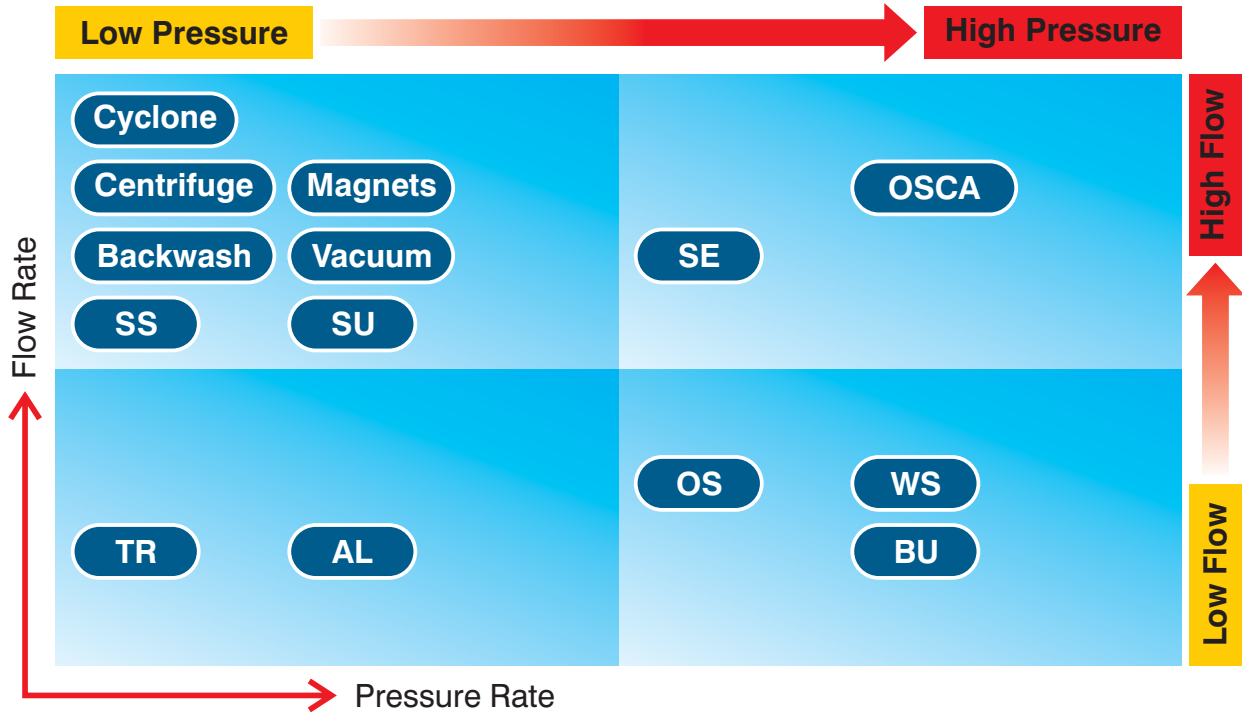 Low Pressure
High Pressure
Cyclone
Centrifuge
Magnets
OSCA
Backwash
Vacuum
SE
SS
SU
High Flow
Flow Rate
OS
WS
TR
AL
BU
Low Flow
Pressure Rate